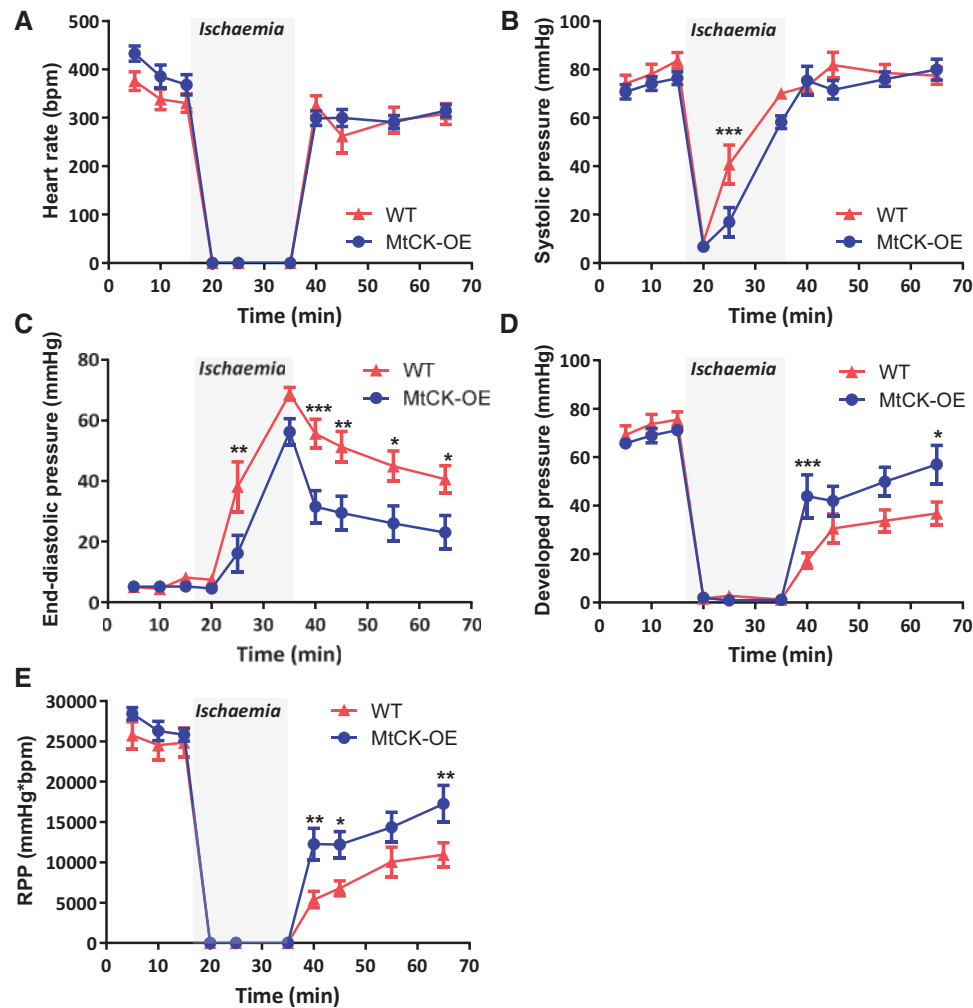 A
Heart rate (bpm)
500
400
300
200
100
0
Ischaemia
WT
MtCK-OE
0 10 20 30 40 50 60 70
Time (min)
B
Systolic pressure (mmHg)
100
80
60
40
20
0
Ischaemia
***
WT
MtCK-OE
0 10 20 30 40 50 60 70
Time (min)
C
End-diastolic pressure (mmHg)
80
60
40
20
0
Ischaemia
WT
MtCK-OE
** *** ** * *
0 10 20 30 40 50 60 70
Time (min)
D
Developed pressure (mmHg)
100
80
60
40
20
0
Ischaemia
WT
MtCK-OE
*** *
0 10 20 30 40 50 60 70
Time (min)
E
RPP (mmHg*bpm)
30000
25000
20000
15000
10000
5000
0
Ischaemia
WT
MtCK-OE
** * **
0 10 20 30 40 50 60 70
Time (min)